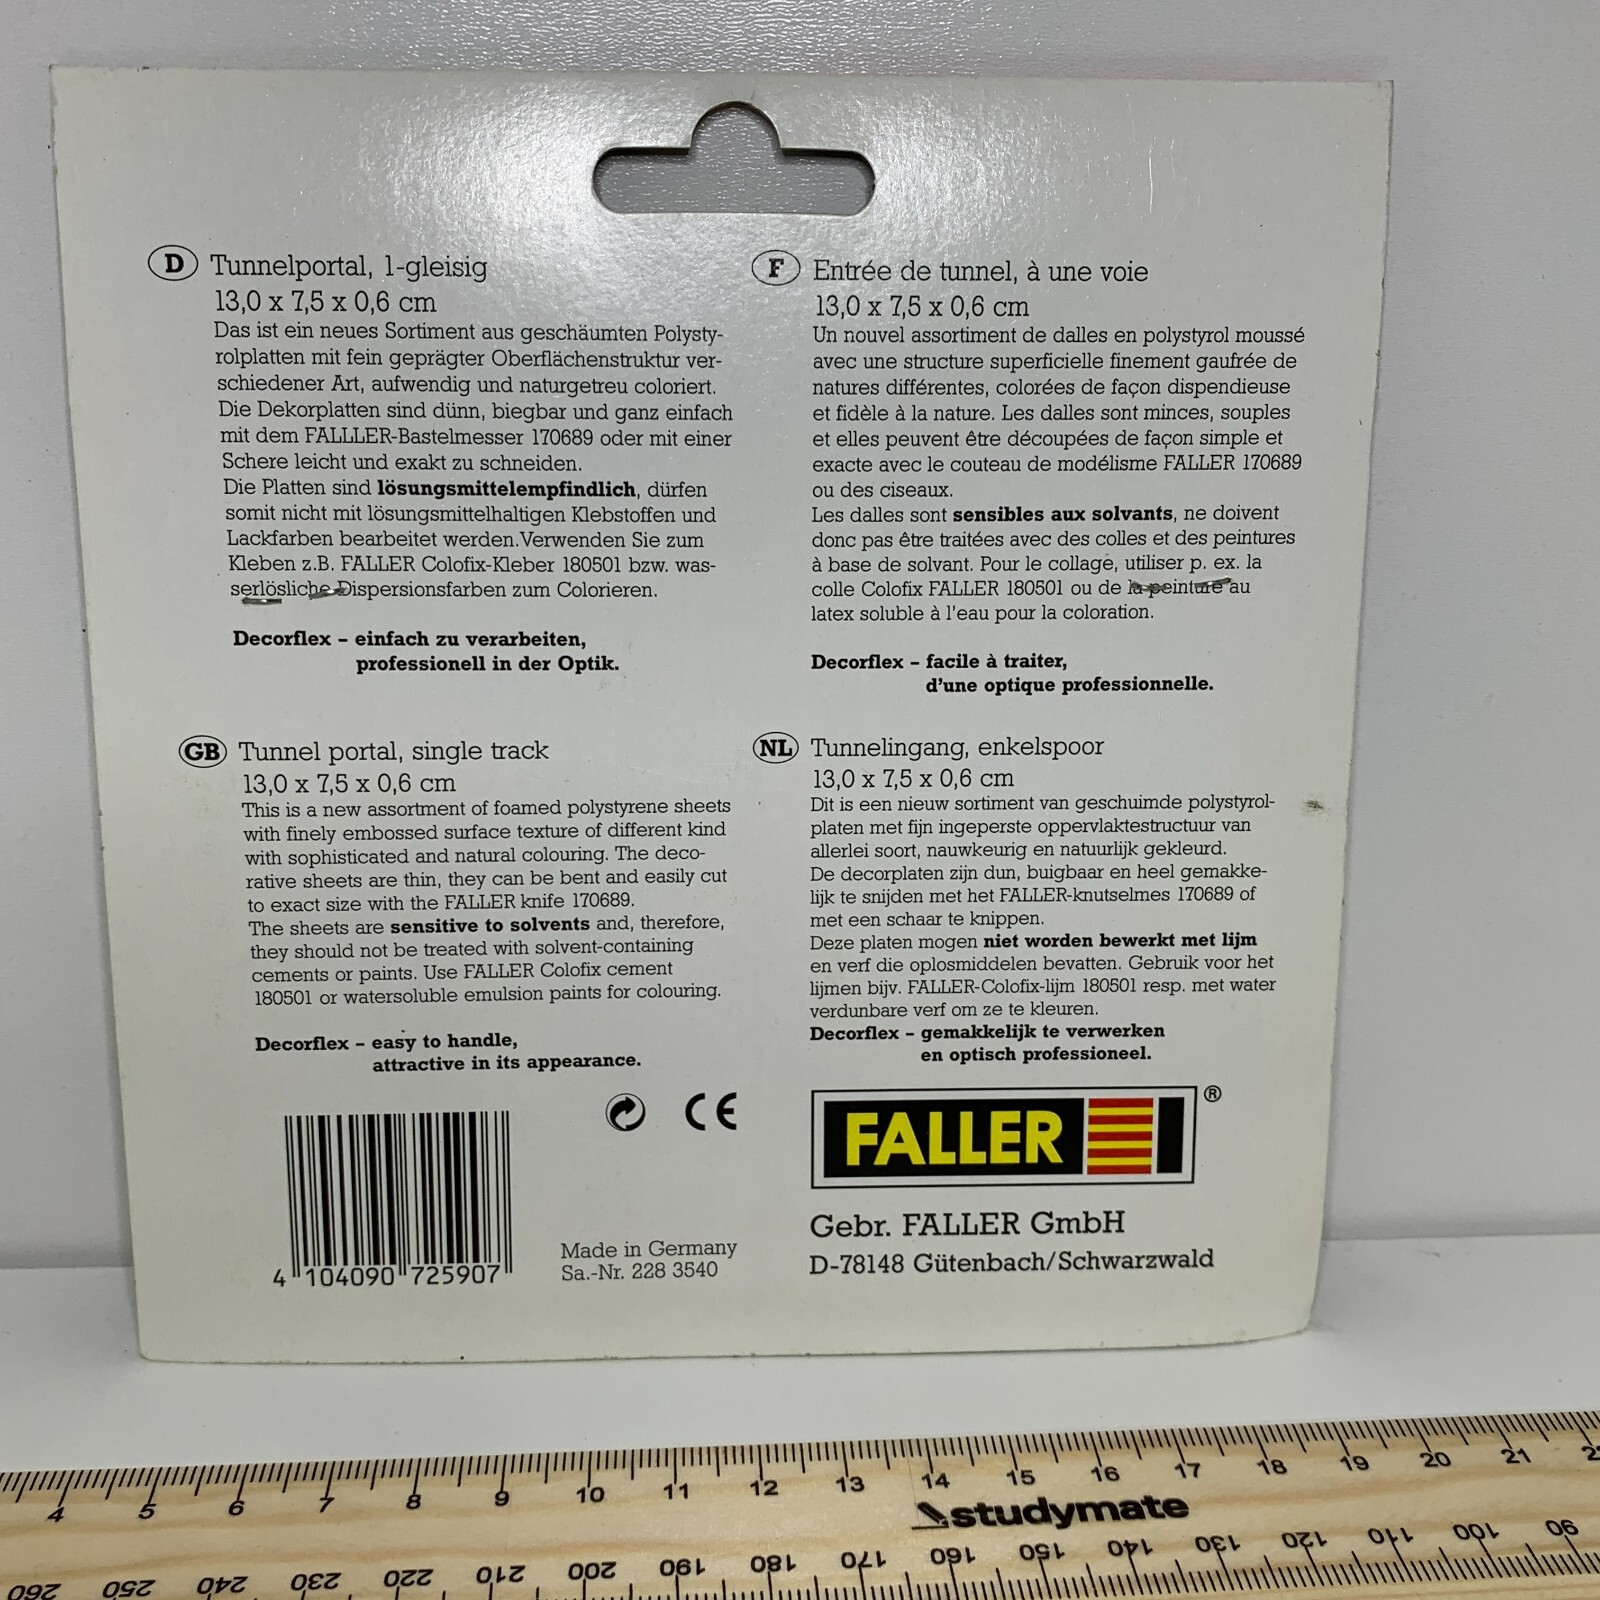 D Tunnelportal, 1-gleisig
13,0 x 7,5 x 0,6 cm
Das ist ein neues Sortiment aus geschäumten Polysty-
rolplatten mit fein geprägter Oberflächenstruktur ver-
schiedener Art, aufwendig und naturgetreu coloriert.
Die Dekorplatten sind dünn, biegbar und ganz einfach
mit dem FALLLER-Bastelmesser 170689 oder mit einer
Schere leicht und exakt zu schneiden.
Die Platten sind lösungsmittelempfindlich, dürfen
somit nicht mit lösungsmittelhaltigen Klebstoffen und
Lackfarben bearbeitet werden.Verwenden Sie zum
Kleben z.B. FALLER Colofix-Kleber 180501 bzw. was-
serlösliche Dispersionsfarben zum Colorieren.
Decorflex – einfach zu verarbeiten,
professionell in der Optik.
F Entrée de tunnel, à une voie
13,0 x 7,5 x 0,6 cm
Un nouvel assortiment de dalles en polystyrol moussé
avec une structure superficielle finement gaufrée de
natures différentes, colorées de façon dispendieuse
et fidèle à la nature. Les dalles sont minces, souples
et elles peuvent être découpées de façon simple et
exacte avec le couteau de modélisme FALLER 170689
ou des ciseaux.
Les dalles sont sensibles aux solvants, ne doivent
donc pas être traitées avec des colles et des peintures
à base de solvant. Pour le collage, utiliser p. ex. la
colle Colofix FALLER 180501 ou de la peinture au
latex soluble à l'eau pour la coloration.
Decorflex – facile à traiter,
d'une optique professionnelle.
GB Tunnel portal, single track
13,0 x 7,5 x 0,6 cm
This is a new assortment of foamed polystyrene sheets
with finely embossed surface texture of different kind
with sophisticated and natural colouring. The deco-
rative sheets are thin, they can be bent and easily cut
to exact size with the FALLER knife 170689.
The sheets are sensitive to solvents and, therefore,
they should not be treated with solvent-containing
cements or paints. Use FALLER Colofix cement
180501 or watersoluble emulsion paints for colouring.
Decorflex – easy to handle,
attractive in its appearance.
NL Tunnelingang, enkelspoor
13,0 x 7,5 x 0,6 cm
Dit is een nieuw sortiment van geschuimde polystyrol-
platen met fijn ingeperste oppervlaktestructuur van
allerlei soort, nauwkeurig en natuurlijk gekleurd.
De decorplaten zijn dun, buigbaar en heel gemakke-
lijk te snijden met het FALLER-knutselmes 170689 of
met een schaar te knippen.
Deze platen mogen niet worden bewerkt met lijm
en verf die oplosmiddelen bevatten. Gebruik voor het
lijmen bijv. FALLER-Colofix-lijm 180501 resp. met water
verdunbare verf om ze te kleuren.
Decorflex – gemakkelijk te verwerken
en optisch professioneel.
CE
4 104090 725907
Made in Germany
Sa.-Nr. 228 3540
FALLER ®
Gebr. FALLER GmbH
D-78148 Gütenbach/Schwarzwald
4 5 6 7 8 9 10 11 12 13 14 15 16 17 18 19 20 21
studymate
260 250 240 230 220 210 200 190 180 170 160 150 140 130 120 110 100 90